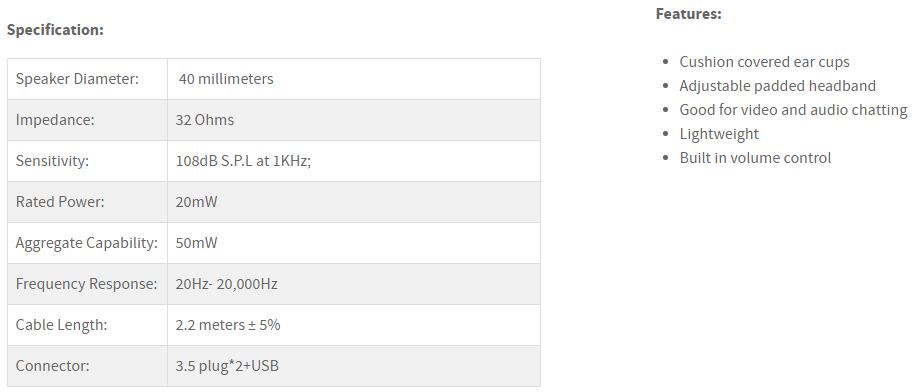 Specification:
Speaker Diameter: 40 millimeters
Impedance: 32 Ohms
Sensitivity: 108dB S.P.L at 1KHz;
Rated Power: 20mW
Aggregate Capability: 50mW
Frequency Response: 20Hz- 20,000Hz
Cable Length: 2.2 meters ± 5%
Connector: 3.5 plug*2+USB
Features:
• Cushion covered ear cups
• Adjustable padded headband
• Good for video and audio chatting
• Lightweight
• Built in volume control